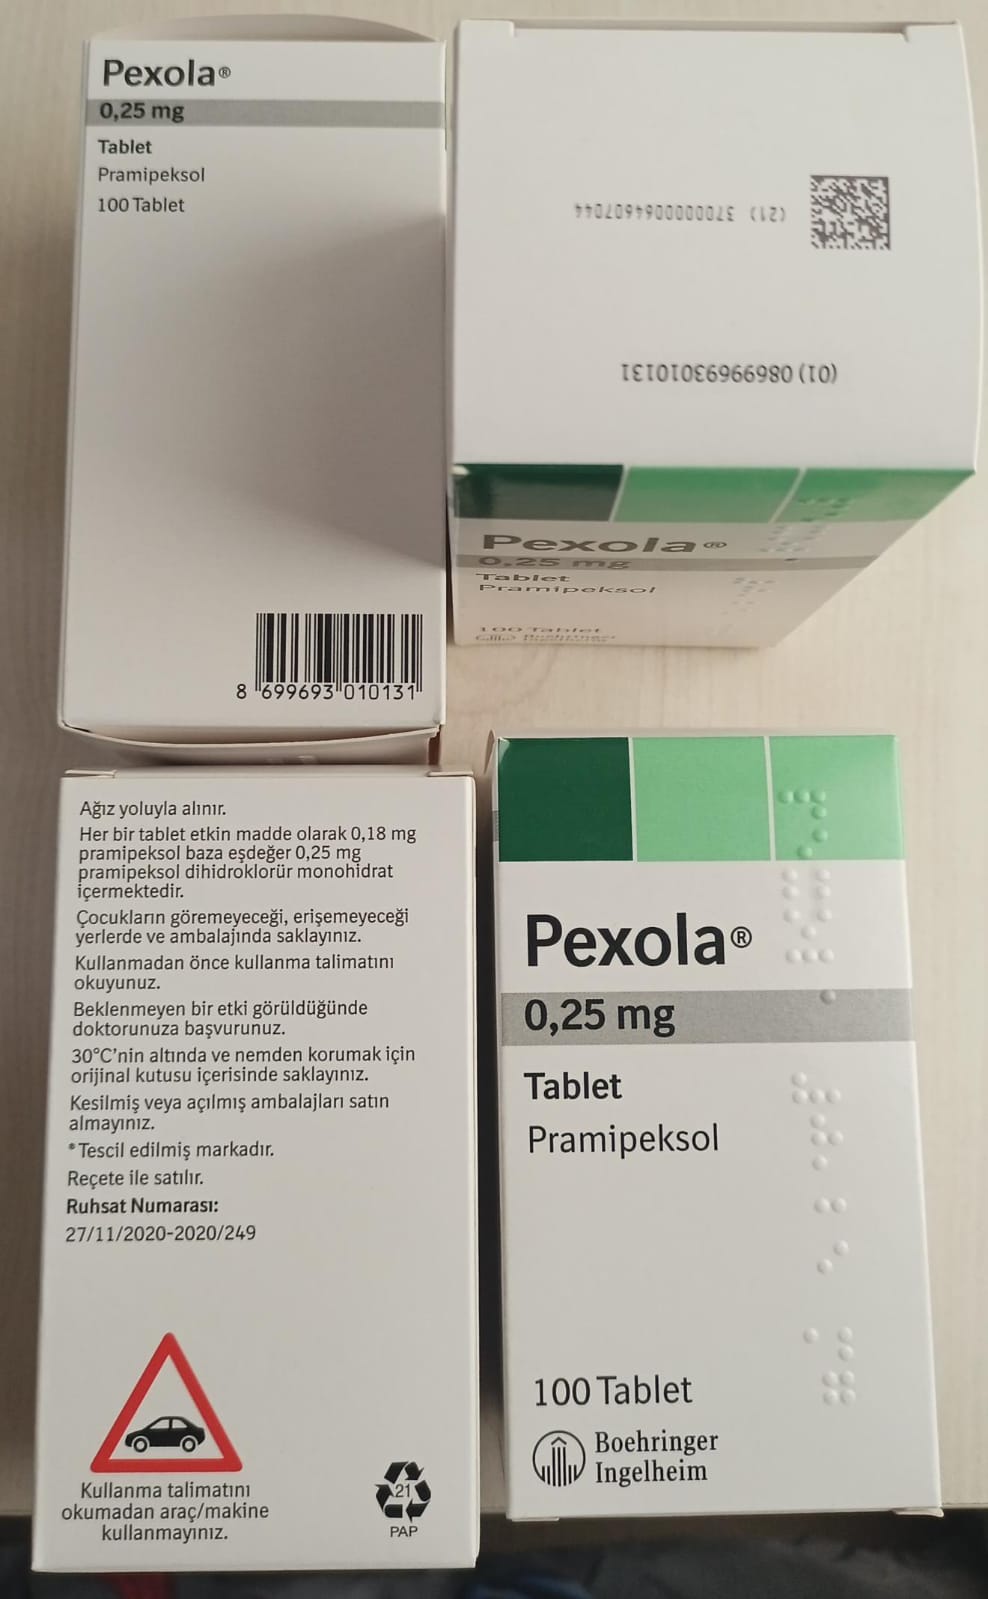 Pexola®
0,25 mg
Tablet
Pramipeksol
100 Tablet
8 699693 010131
(01) 08699693010131
(21) 37000000064607044
Pexola®
0,25 mg
Tablet
Pramipeksol
100 Tablet
Boehringer
Ingelheim
Ağız yoluyla alınır.
Her bir tablet etkin madde olarak 0,18 mg
pramipeksol baza eşdeğer 0,25 mg
pramipeksol dihidroklorür monohidrat
içermektedir.
Çocukların göremeyeceği, erişemeyeceği
yerlerde ve ambalajında saklayınız.
Kullanmadan önce kullanma talimatını
okuyunuz.
Beklenmeyen bir etki görüldüğünde
doktorunuza başvurunuz.
30°C'nin altında ve nemden korumak için
orijinal kutusu içerisinde saklayınız.
Kesilmiş veya açılmış ambalajları satın
almayınız.
®Tescil edilmiş markadır.
Reçete ile satılır.
Ruhsat Numarası:
27/11/2020-2020/249
Kullanma talimatını
okumadan araç/makine
kullanmayınız.
21
PAP
Pexola®
0,25 mg
Tablet
Pramipeksol
100 Tablet
Boehringer
Ingelheim